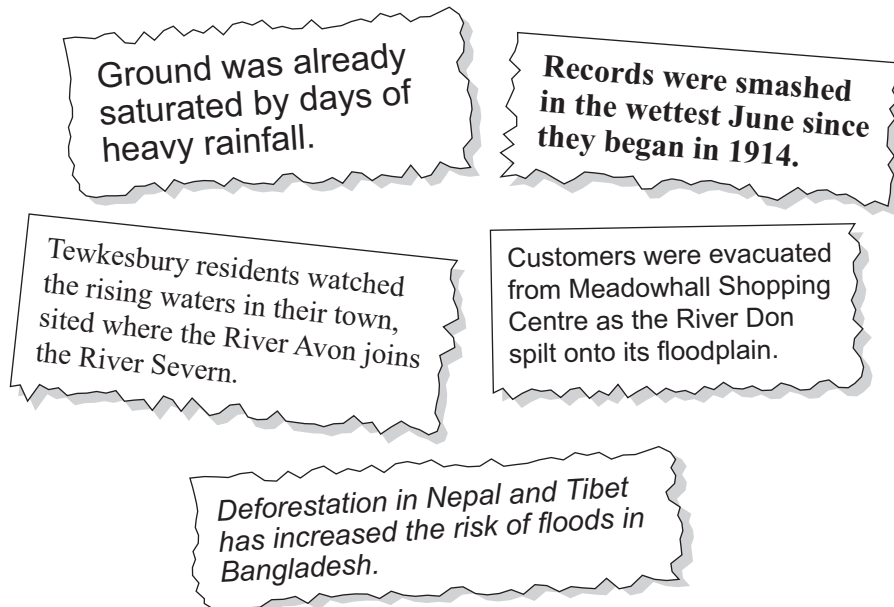 Ground was already
saturated by days of
heavy rainfall.
Records were smashed
in the wettest June since
they began in 1914.
Tewkesbury residents watched
the rising waters in their town,
sited where the River Avon joins
the River Severn.
Customers were evacuated
from Meadowhall Shopping
Centre as the River Don
spilt onto its floodplain.
Deforestation in Nepal and Tibet
has increased the risk of floods in
Bangladesh.